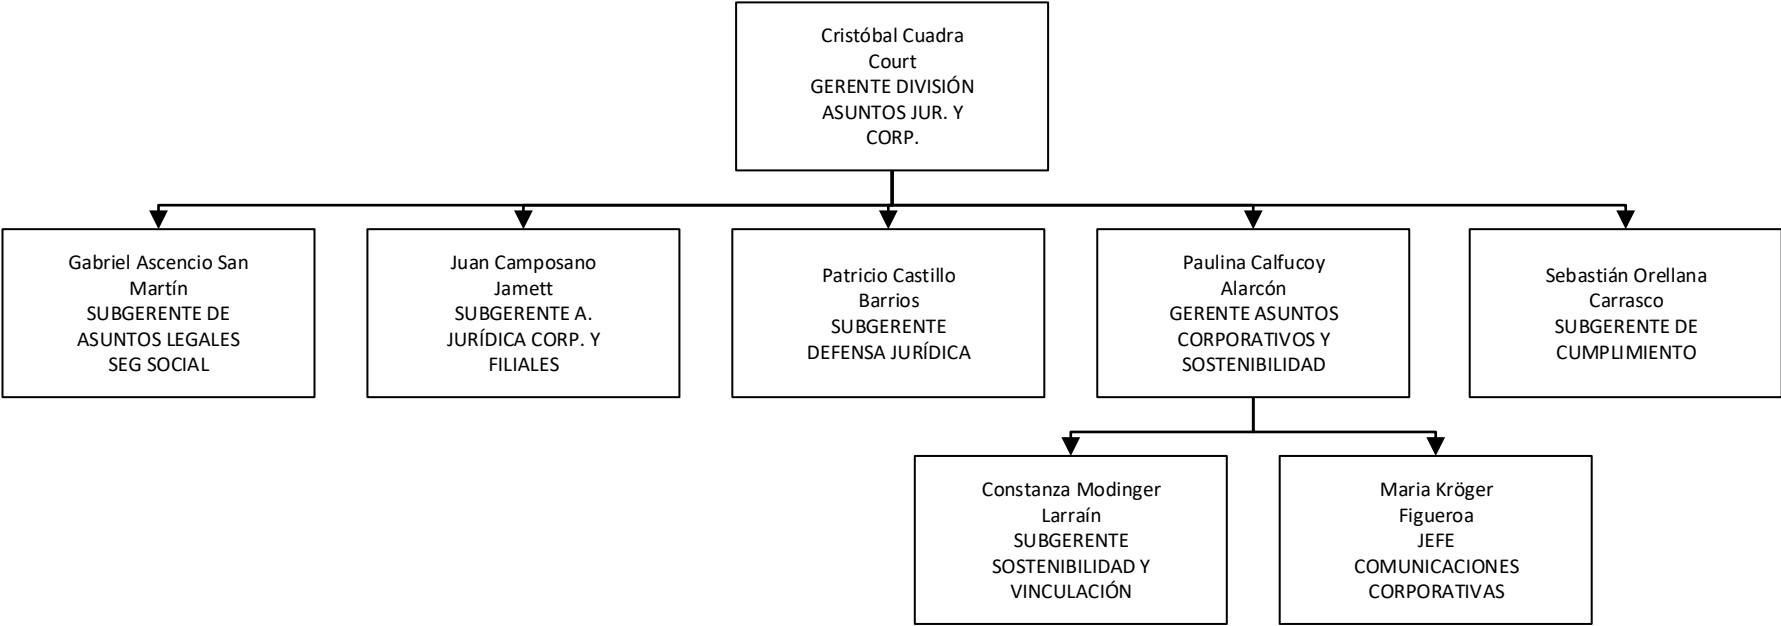 Cristóbal Cuadra
Court
GERENTE DIVISIÓN
ASUNTOS JUR. Y
CORP.
Gabriel Ascencio San
Martín
SUBGERENTE DE
ASUNTOS LEGALES
SEG SOCIAL
Juan Camposano
Jamett
SUBGERENTE A.
JURÍDICA CORP. Y
FILIALES
Patricio Castillo
Barrios
SUBGERENTE
DEFENSA JURÍDICA
Paulina Calfucoy
Alarcón
GERENTE ASUNTOS
CORPORATIVOS Y
SOSTENIBILIDAD
Sebastián Orellana
Carrasco
SUBGERENTE DE
CUMPLIMIENTO
Constanza Modinger
Larraín
SUBGERENTE
SOSTENIBILIDAD Y
VINCULACIÓN
Maria Kröger
Figueroa
JEFE
COMUNICACIONES
CORPORATIVAS